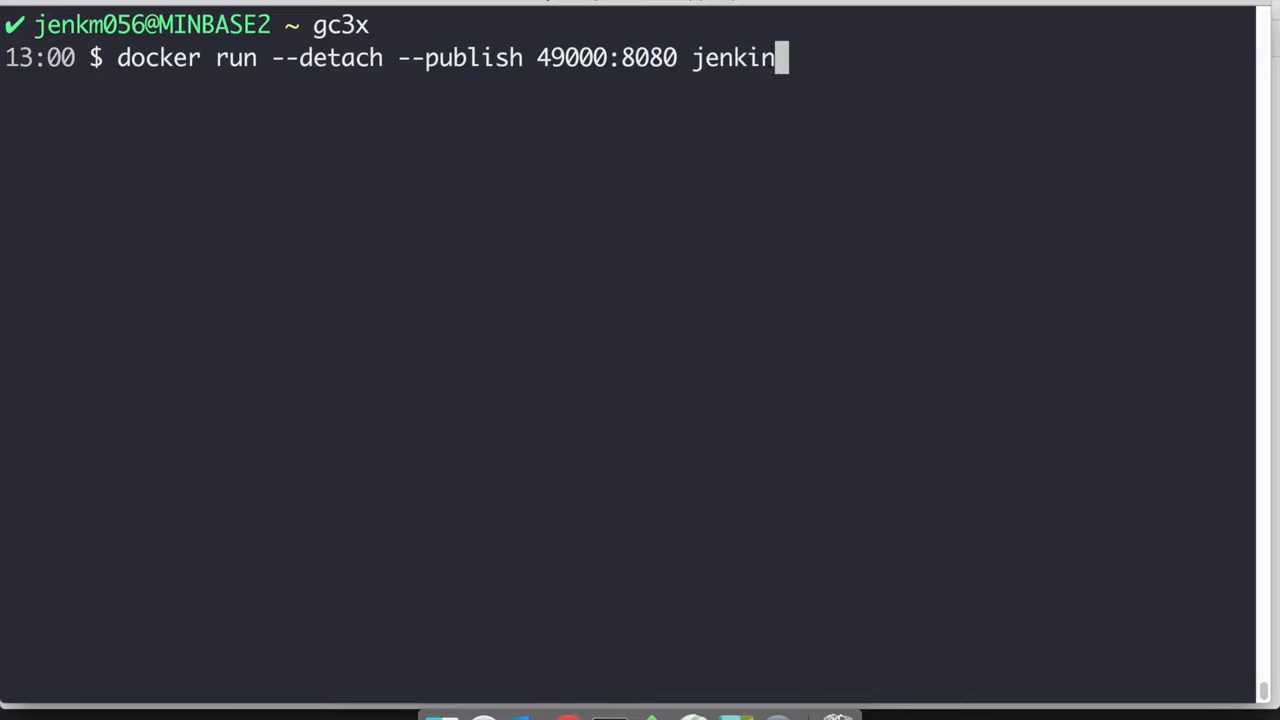 ✔ jenkm056@MINBASE2 ~ gc3x
13:00 $ docker run --detach --publish 49000:8080 jenkin